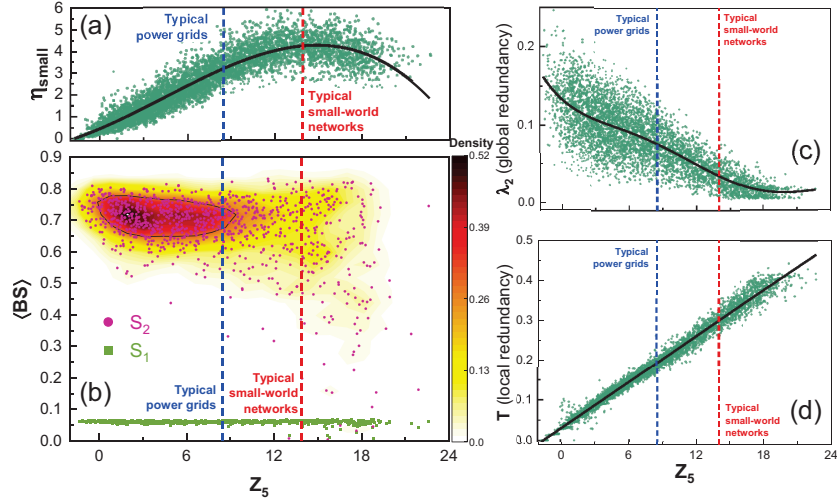 (a)
η_small
6
5
4
3
2
1
0
Typical
power grids
Typical
small-world
networks
Density
0.52
0.39
0.26
0.13
0.0
(b)
⟨BS⟩
0.9
0.8
0.7
0.6
0.5
0.4
0.3
0.2
0.1
0.0
S₂
S₁
Typical
power grids
Typical
small-world
networks
0
6
12
18
24
Z₅
(c)
λ₂ (global redundancy)
0.2
0.1
0.0
Typical
power grids
Typical
small-world
networks
(d)
T (local redundancy)
0.5
0.4
0.3
0.2
0.1
0.0
Typical
power grids
Typical
small-world
networks
0
6
12
18
24
Z₅